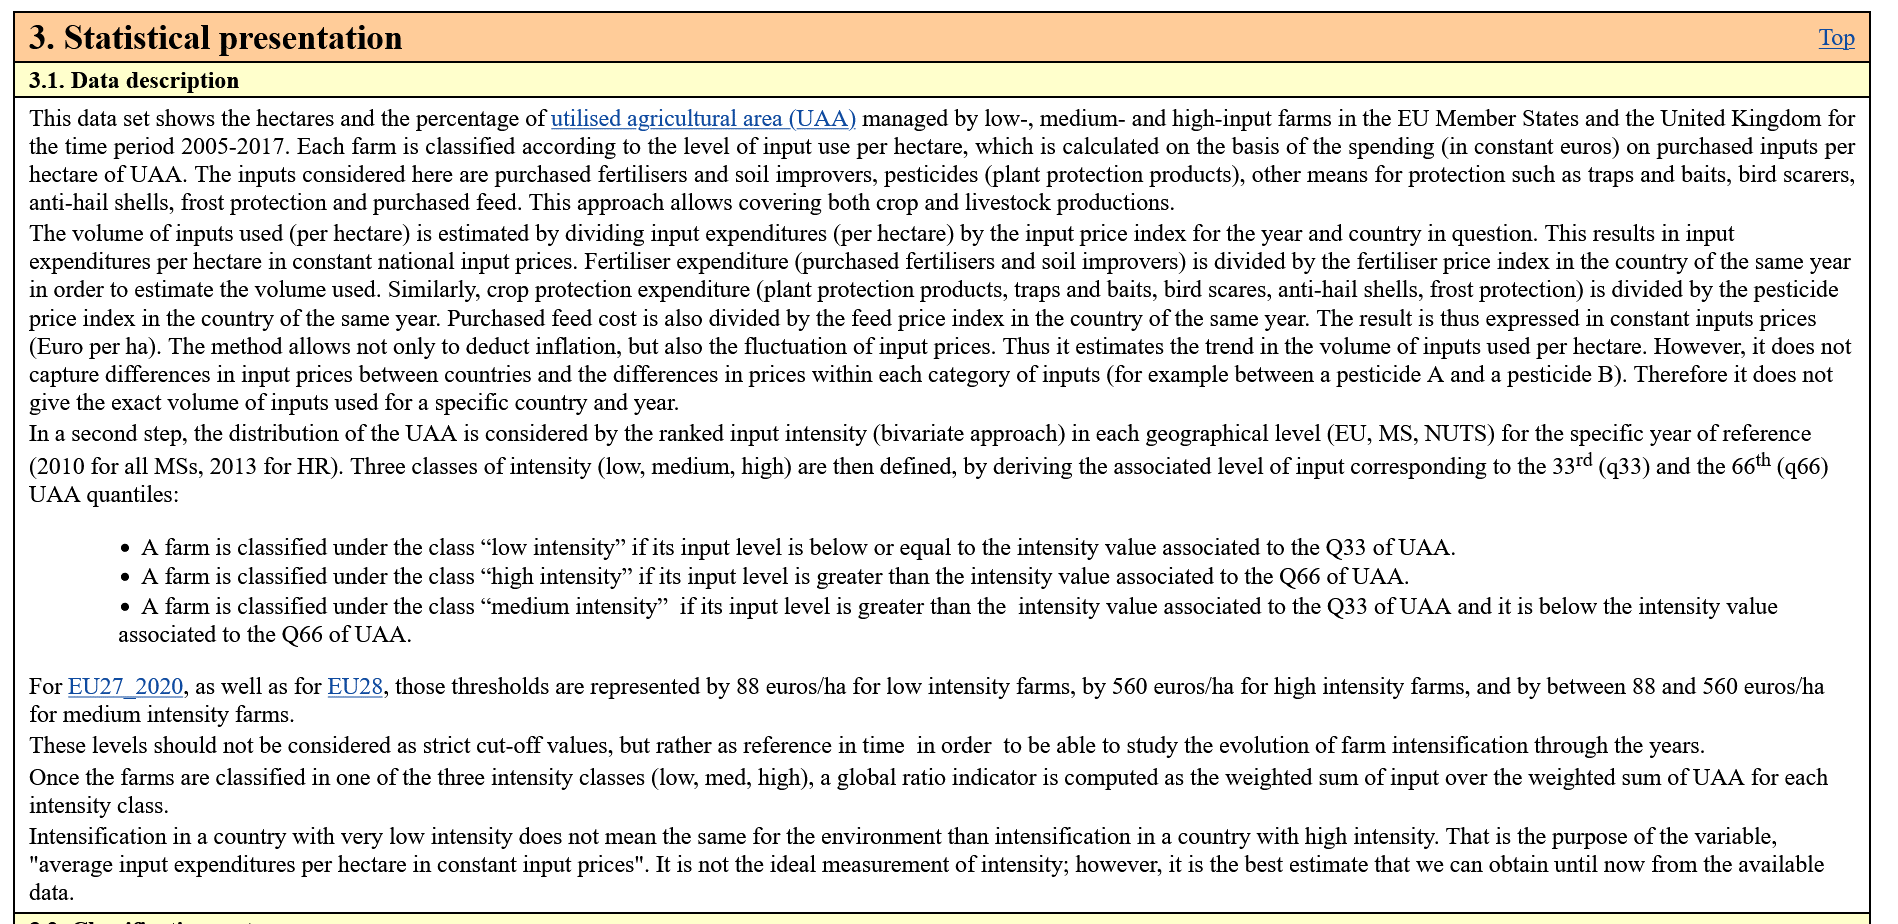 3. Statistical presentation
Top
3.1. Data description
This data set shows the hectares and the percentage of utilised agricultural area (UAA) managed by low-, medium- and high-input farms in the EU Member States and the United Kingdom for
the time period 2005-2017. Each farm is classified according to the level of input use per hectare, which is calculated on the basis of the spending (in constant euros) on purchased inputs per
hectare of UAA. The inputs considered here are purchased fertilisers and soil improvers, pesticides (plant protection products), other means for protection such as traps and baits, bird scarers,
anti-hail shells, frost protection and purchased feed. This approach allows covering both crop and livestock productions.
The volume of inputs used (per hectare) is estimated by dividing input expenditures (per hectare) by the input price index for the year and country in question. This results in input
expenditures per hectare in constant national input prices. Fertiliser expenditure (purchased fertilisers and soil improvers) is divided by the fertiliser price index in the country of the same year
in order to estimate the volume used. Similarly, crop protection expenditure (plant protection products, traps and baits, bird scares, anti-hail shells, frost protection) is divided by the pesticide
price index in the country of the same year. Purchased feed cost is also divided by the feed price index in the country of the same year. The result is thus expressed in constant inputs prices
(Euro per ha). The method allows not only to deduct inflation, but also the fluctuation of input prices. Thus it estimates the trend in the volume of inputs used per hectare. However, it does not
capture differences in input prices between countries and the differences in prices within each category of inputs (for example between a pesticide A and a pesticide B). Therefore it does not
give the exact volume of inputs used for a specific country and year.
In a second step, the distribution of the UAA is considered by the ranked input intensity (bivariate approach) in each geographical level (EU, MS, NUTS) for the specific year of reference
(2010 for all MSs, 2013 for HR). Three classes of intensity (low, medium, high) are then defined, by deriving the associated level of input corresponding to the 33rd (q33) and the 66th (q66)
UAA quantiles:
• A farm is classified under the class “low intensity” if its input level is below or equal to the intensity value associated to the Q33 of UAA.
• A farm is classified under the class “high intensity” if its input level is greater than the intensity value associated to the Q66 of UAA.
• A farm is classified under the class “medium intensity”  if its input level is greater than the  intensity value associated to the Q33 of UAA and it is below the intensity value
associated to the Q66 of UAA.
For EU27_2020, as well as for EU28, those thresholds are represented by 88 euros/ha for low intensity farms, by 560 euros/ha for high intensity farms, and by between 88 and 560 euros/ha
for medium intensity farms.
These levels should not be considered as strict cut-off values, but rather as reference in time  in order  to be able to study the evolution of farm intensification through the years.
Once the farms are classified in one of the three intensity classes (low, med, high), a global ratio indicator is computed as the weighted sum of input over the weighted sum of UAA for each
intensity class.
Intensification in a country with very low intensity does not mean the same for the environment than intensification in a country with high intensity. That is the purpose of the variable,
"average input expenditures per hectare in constant input prices". It is not the ideal measurement of intensity; however, it is the best estimate that we can obtain until now from the available
data.